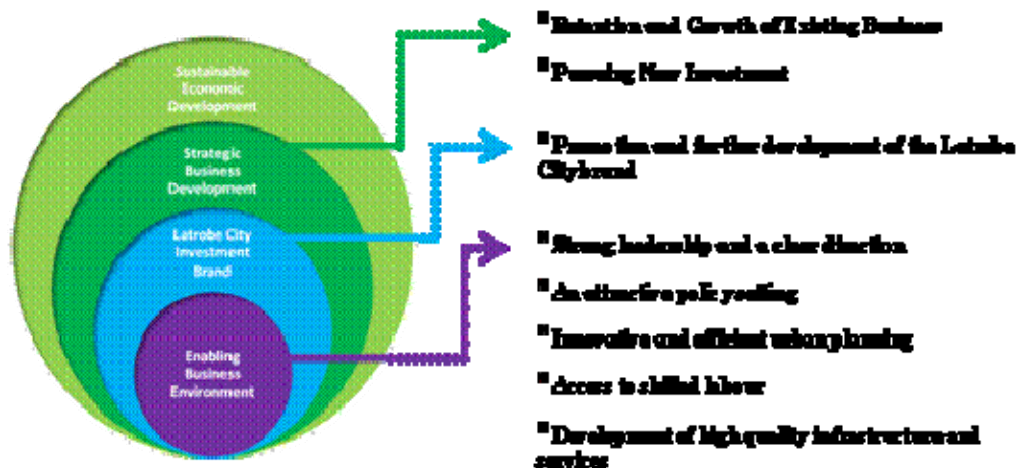 Sustainable
Economic
Development
Strategic
Business
Development
Latrobe City
Investment
Brand
Enabling
Business
Environment
Retention and Growth of Existing Business
Pursuing New Investment
Promotion and further development of the Latrobe
City brand
Strong leadership and a clear direction
An attractive policy setting
Innovative and efficient urban planning
Access to skilled labour
Development of high quality infrastructure and
services